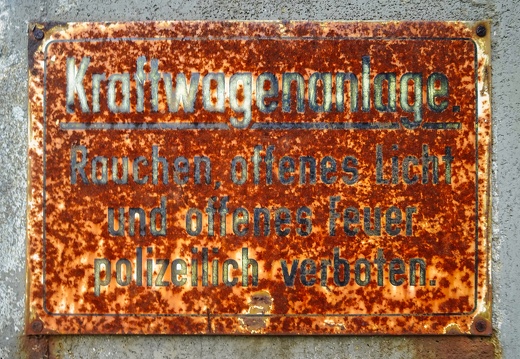 Kraftwagenanlage.
Rauchen, offenes Licht
und offenes Feuer
polizeilich verboten.